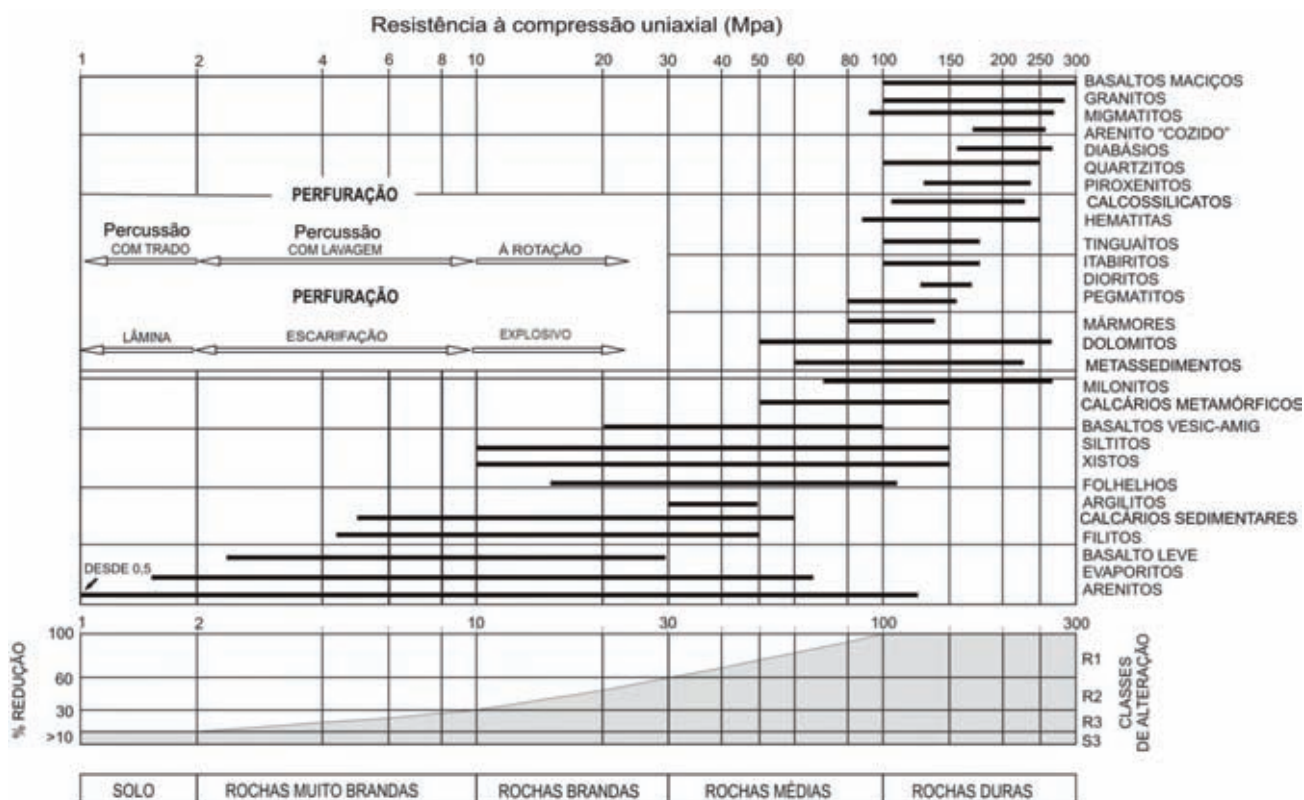 Resistência à compressão uniaxial (Mpa)
1 2 4 6 8 10 20 30 40 50 60 80 100 150 200 250 300
BASALTOS MACIÇOS
GRANITOS
MIGMATITOS
ARENITO "COZIDO"
DIABÁSIOS
QUARTZITOS
PIROXENITOS
CALCOSSILICATOS
HEMATITAS
TINGUAÍTOS
ITABIRITOS
DIORITOS
PEGMATITOS
MÁRMORES
DOLOMITOS
METASSEDIMENTOS
MILONITOS
CALCÁRIOS METAMÓRFICOS
BASALTOS VESIC-AMIG
SILTITOS
XISTOS
FOLHELHOS
ARGILITOS
CALCÁRIOS SEDIMENTARES
FILITOS
BASALTO LEVE
EVAPORITOS
ARENITOS
PERFURAÇÃO
Percussão
COM TRADO
Percussão
COM LAVAGEM
À ROTAÇÃO
PERFURAÇÃO
LÂMINA
ESCARIFAÇÃO
EXPLOSIVO
DESDE 0,5
1 2 10 20 30 100 300
% REDUÇÃO
100
60
30
>10
R1
R2
R3
S3
CLASSES
DE ALTERAÇÃO
SOLO ROCHAS MUITO BRANDAS ROCHAS BRANDAS ROCHAS MÉDIAS ROCHAS DURAS